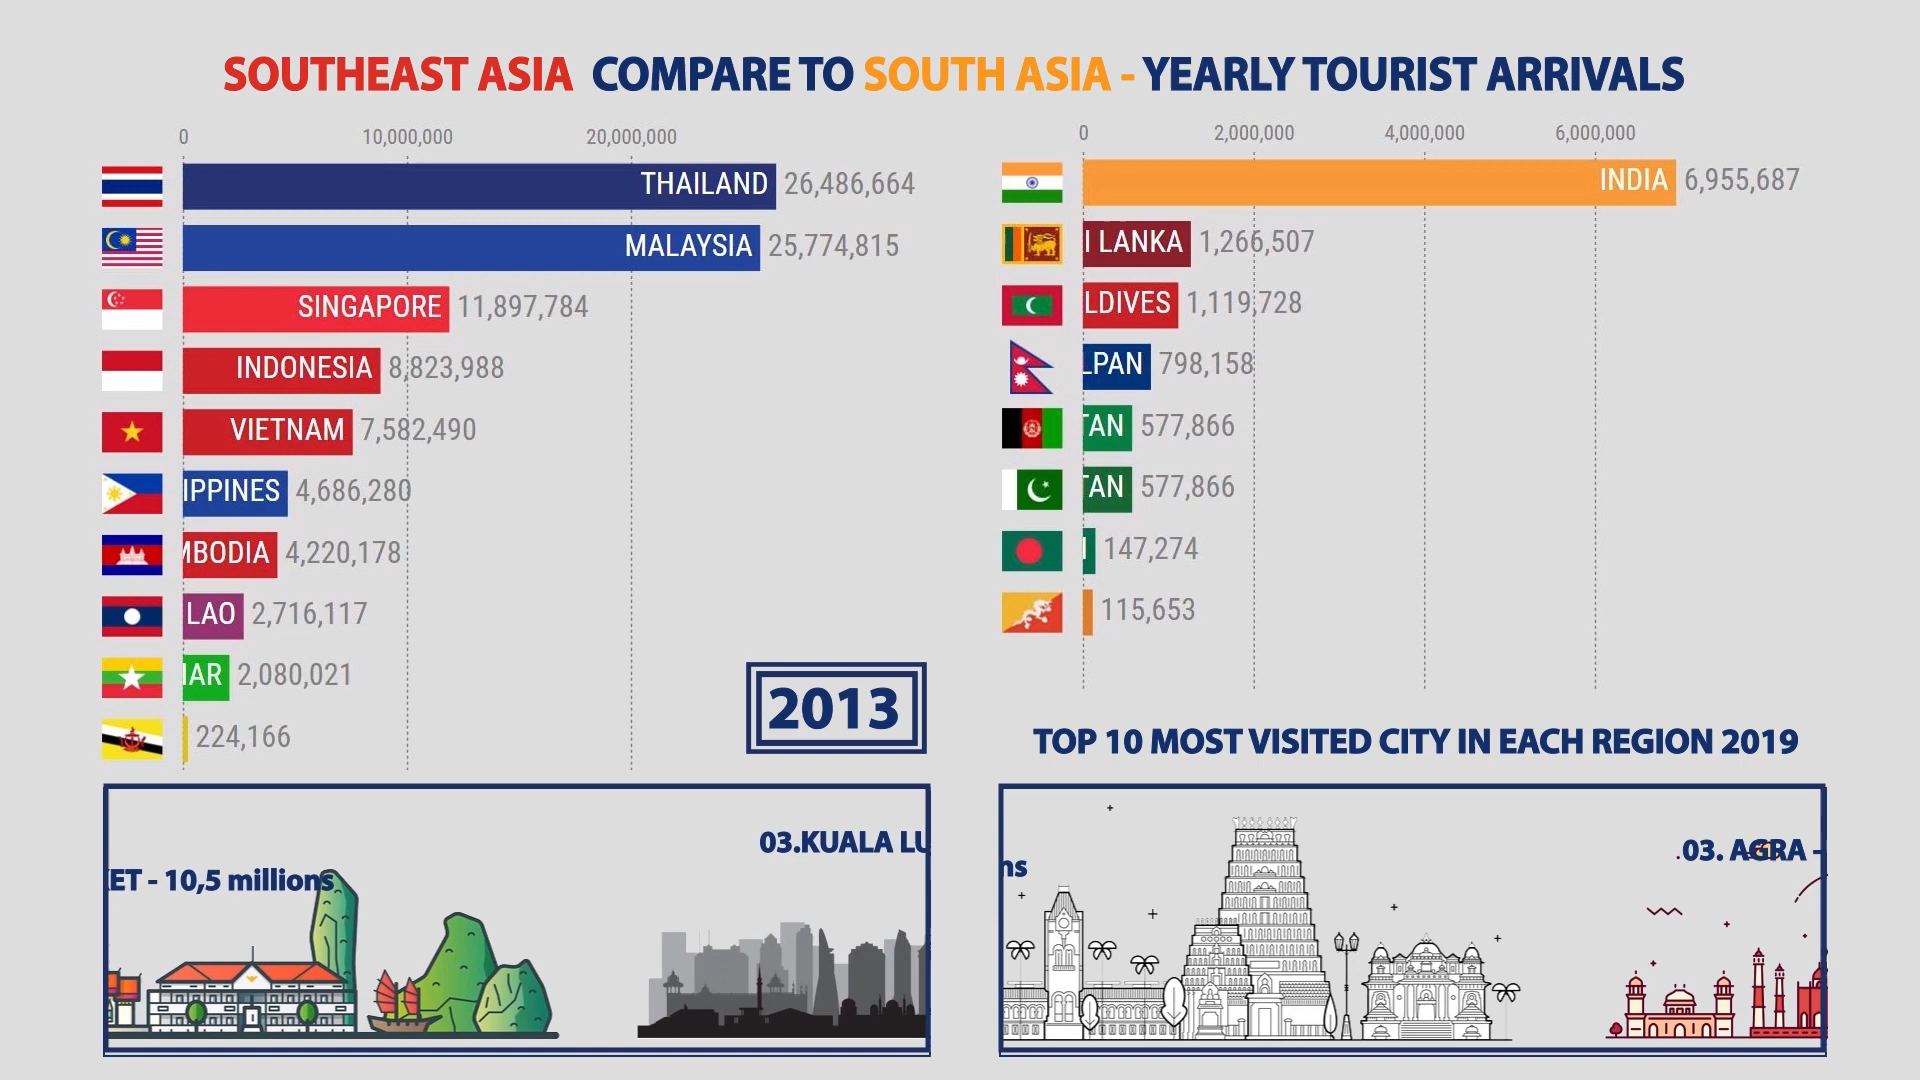 SOUTHEAST ASIA COMPARE TO SOUTH ASIA - YEARLY TOURIST ARRIVALS
0 10,000,000 20,000,000
THAILAND 26,486,664
MALAYSIA 25,774,815
SINGAPORE 11,897,784
INDONESIA 8,823,988
VIETNAM 7,582,490
IPPINES 4,686,280
MBODIA 4,220,178
LAO 2,716,117
IAR 2,080,021
224,166
2013
0 2,000,000 4,000,000 6,000,000
INDIA 6,955,687
I LANKA 1,266,507
LDIVES 1,119,728
LPAN 798,158
TAN 577,866
TAN 577,866
147,274
115,653
TOP 10 MOST VISITED CITY IN EACH REGION 2019
03.KUALA LU
KET - 10,5 millions
03. AGRA -
ns